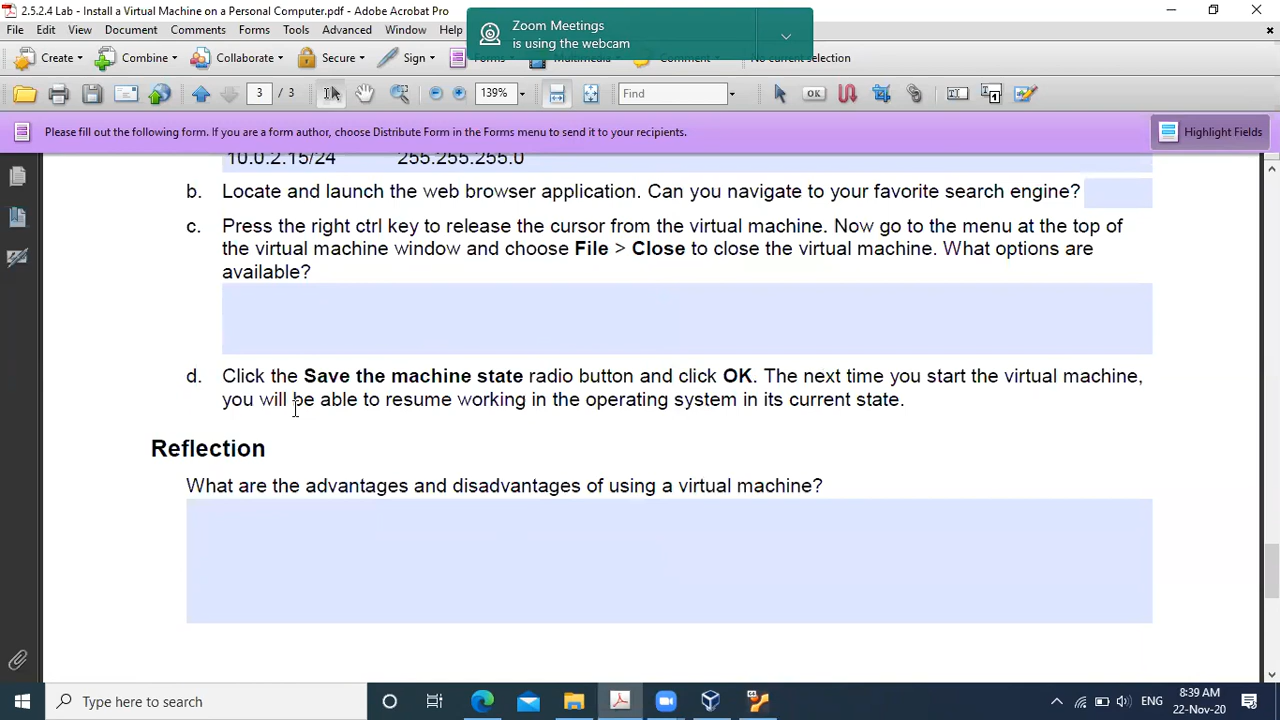 2.5.2.4 Lab - Install a Virtual Machine on a Personal Computer.pdf - Adobe Acrobat Pro
Zoom Meetings
is using the webcam
File Edit View Document Comments Forms Tools Advanced Window Help
Create Combine Collaborate Secure Sign Forms Multimedia Comment No current selection
3 / 3 139% Find
Please fill out the following form. If you are a form author, choose Distribute Form in the Forms menu to send it to your recipients.
Highlight Fields
10.0.2.15/24 255.255.255.0
b. Locate and launch the web browser application. Can you navigate to your favorite search engine?
c. Press the right ctrl key to release the cursor from the virtual machine. Now go to the menu at the top of
the virtual machine window and choose File > Close to close the virtual machine. What options are
available?
d. Click the Save the machine state radio button and click OK. The next time you start the virtual machine,
you will be able to resume working in the operating system in its current state.
Reflection
What are the advantages and disadvantages of using a virtual machine?
Type here to search
ENG
8:39 AM
22-Nov-20